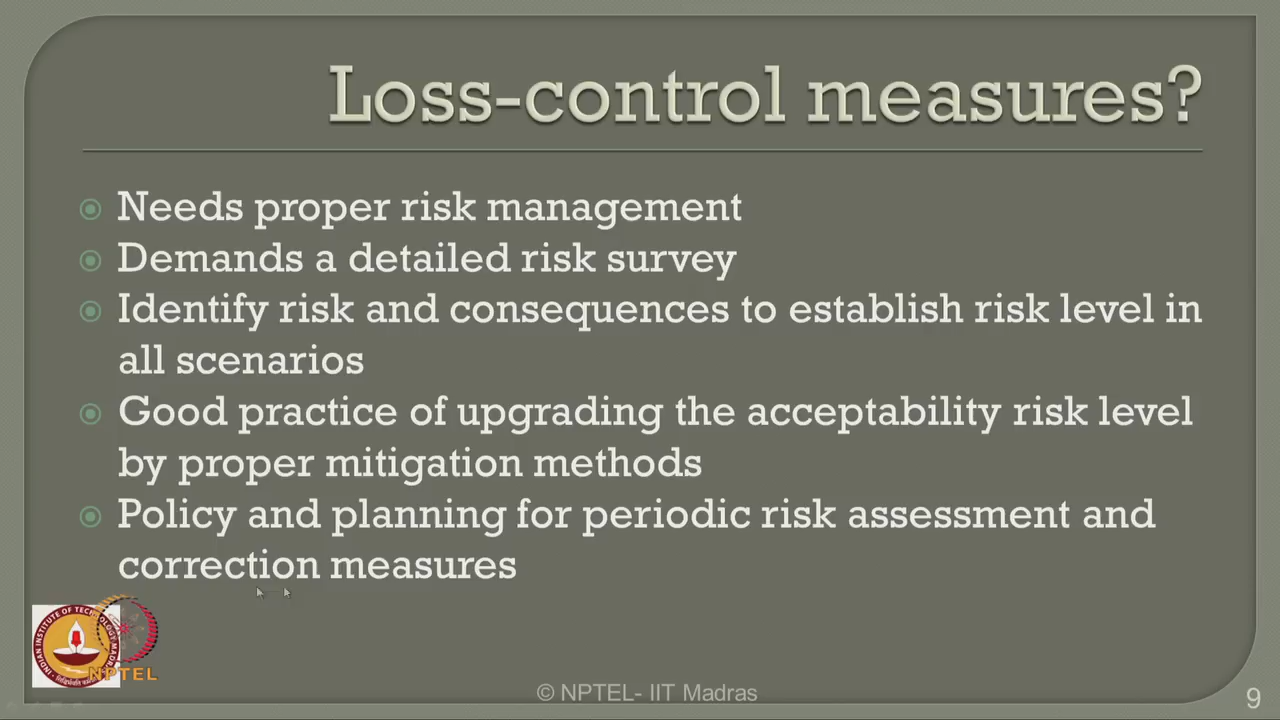 Loss-control measures?
Needs proper risk management
Demands a detailed risk survey
Identify risk and consequences to establish risk level in
all scenarios
Good practice of upgrading the acceptability risk level
by proper mitigation methods
Policy and planning for periodic risk assessment and
correction measures
NPTEL
© NPTEL- IIT Madras
9